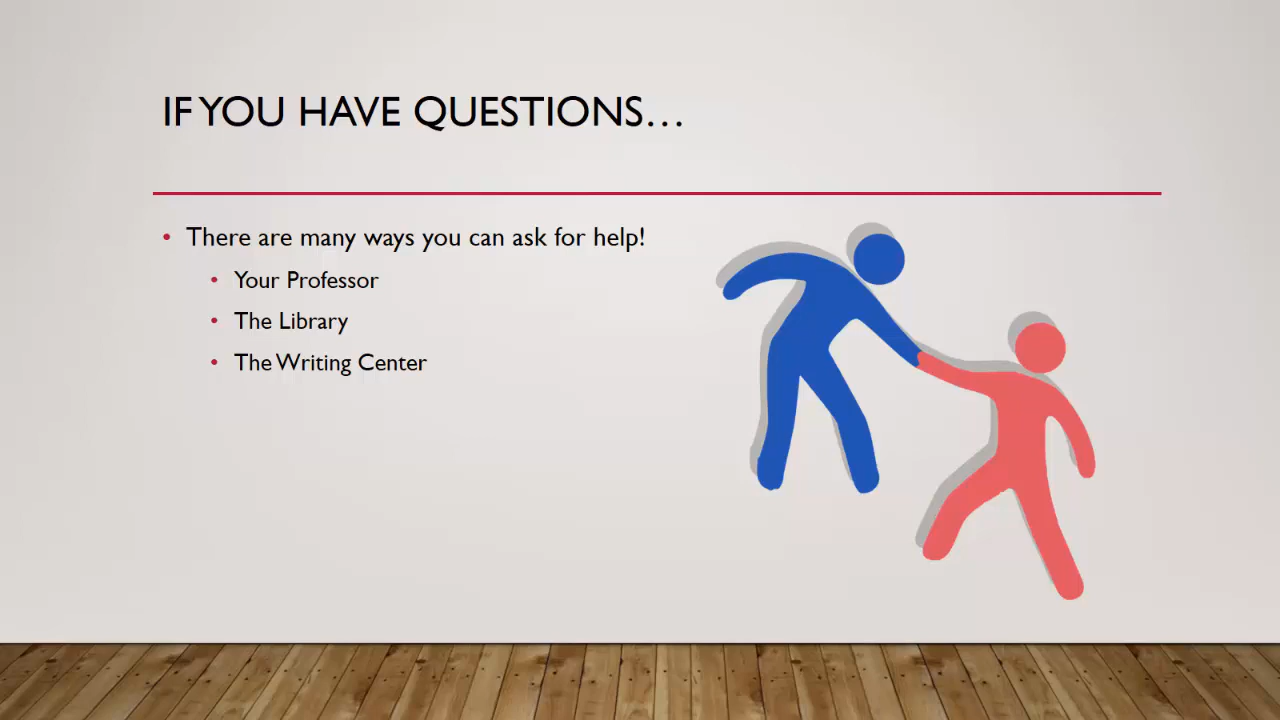 IF YOU HAVE QUESTIONS…
• There are many ways you can ask for help!
• Your Professor
• The Library
• The Writing Center